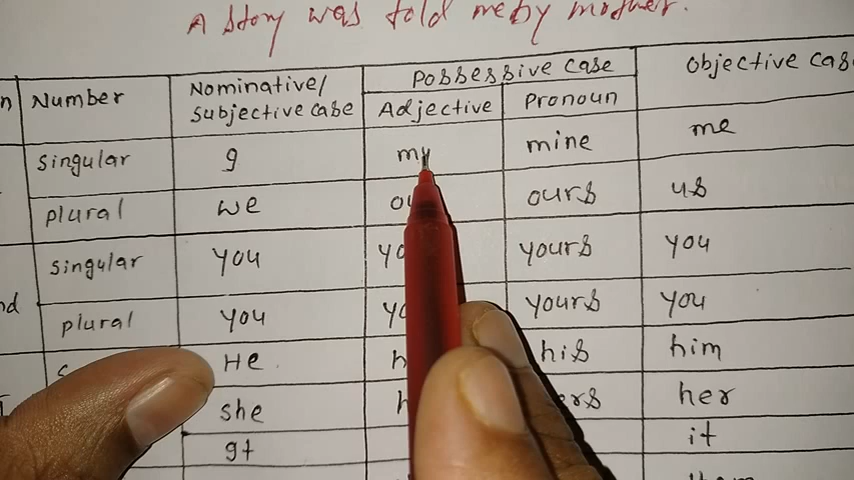 A story was told me by mother.
Number Nominative/ Subjective case Possessive case Objective cas
Adjective Pronoun
singular I my mine me
plural we ours us
singular you yours you
plural you yours you
He his him
she her
It it